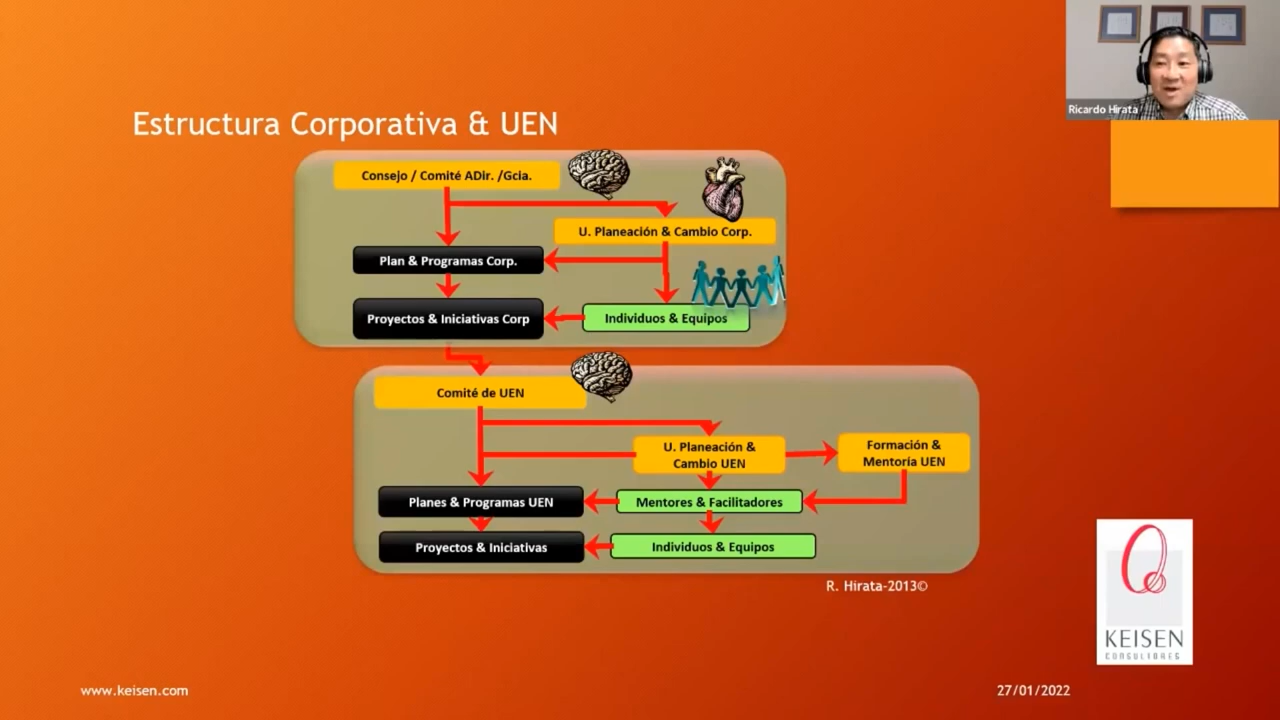 Ricardo Hirata
Estructura Corporativa & UEN
Consejo / Comité ADir. /Gcia.
U. Planeación & Cambio Corp.
Plan & Programas Corp.
Proyectos & Iniciativas Corp
Individuos & Equipos
Comité de UEN
U. Planeación &
Cambio UEN
Formación &
Mentoría UEN
Planes & Programas UEN
Mentores & Facilitadores
Proyectos & Iniciativas
Individuos & Equipos
R. Hirata-2013©
KEISEN
CONSULTORES
www.keisen.com
27/01/2022